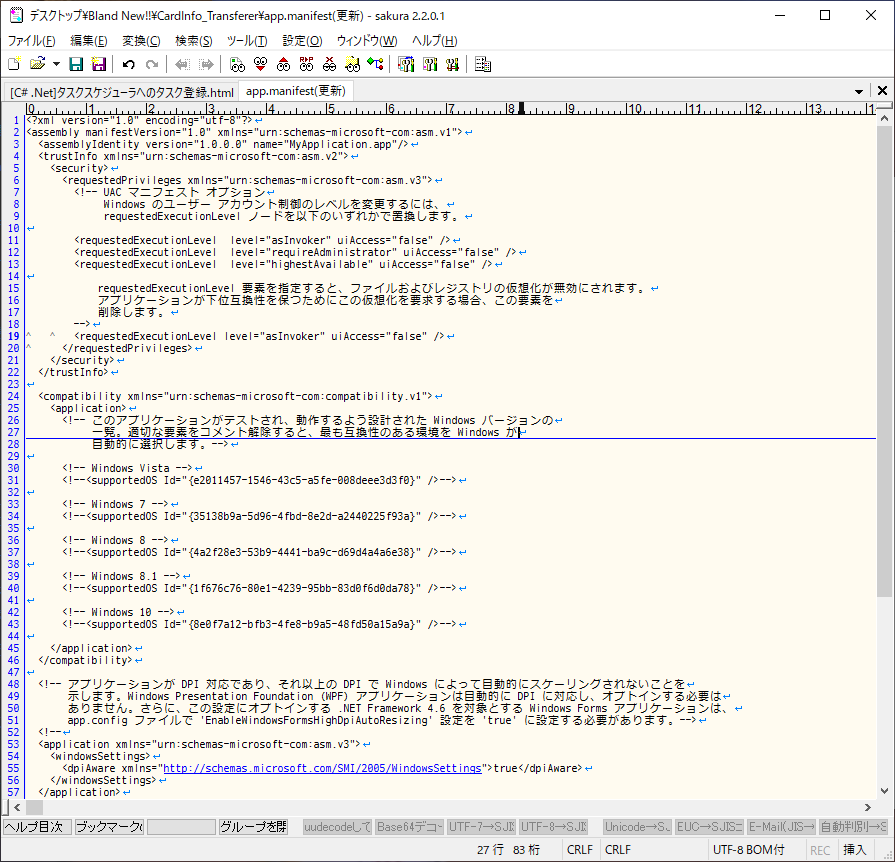 デスクトップ¥Bland New!!¥CardInfo_Transferer¥app.manifest(更新) - sakura 2.2.0.1
ファイル(F) 編集(E) 変換(C) 検索(S) ツール(T) 設定(O) ウィンドウ(W) ヘルプ(H)
[C# .Net]タスクスケジューラへのタスク登録.html app.manifest(更新)
0 1 2 3 4 5 6 7 8 9 10 11 12 13 1
1 <?xml version="1.0" encoding="utf-8"?>
2 <assembly manifestVersion="1.0" xmlns="urn:schemas-microsoft-com:asm.v1">
3 <assemblyIdentity version="1.0.0.0" name="MyApplication.app"/>
4 <trustInfo xmlns="urn:schemas-microsoft-com:asm.v2">
5 <security>
6 <requestedPrivileges xmlns="urn:schemas-microsoft-com:asm.v3">
7 <!-- UAC マニフェスト オプション
8 Windows のユーザー アカウント制御のレベルを変更するには、
9 requestedExecutionLevel ノードを以下のいずれかで置換します。
10
11 <requestedExecutionLevel  level="asInvoker" uiAccess="false" />
12 <requestedExecutionLevel  level="requireAdministrator" uiAccess="false" />
13 <requestedExecutionLevel  level="highestAvailable" uiAccess="false" />
14
15 requestedExecutionLevel 要素を指定すると、ファイルおよびレジストリの仮想化が無効にされます。
16 アプリケーションが下位互換性を保つためにこの仮想化を要求する場合、この要素を
17 削除します。
18 -->
19 <requestedExecutionLevel level="asInvoker" uiAccess="false" />
20 </requestedPrivileges>
21 </security>
22 </trustInfo>
23
24 <compatibility xmlns="urn:schemas-microsoft-com:compatibility.v1">
25 <application>
26 <!-- このアプリケーションがテストされ、動作するよう設計された Windows バージョンの
27 一覧。適切な要素をコメント解除すると、最も互換性のある環境を Windows が
28 自動的に選択します。-->
29
30 <!-- Windows Vista -->
31 <!--<supportedOS Id="{e2011457-1546-43c5-a5fe-008deee3d3f0}" />-->
32
33 <!-- Windows 7 -->
34 <!--<supportedOS Id="{35138b9a-5d96-4fbd-8e2d-a2440225f93a}" />-->
35
36 <!-- Windows 8 -->
37 <!--<supportedOS Id="{4a2f28e3-53b9-4441-ba9c-d69d4a4a6e38}" />-->
38
39 <!-- Windows 8.1 -->
40 <!--<supportedOS Id="{1f676c76-80e1-4239-95bb-83d0f6d0da78}" />-->
41
42 <!-- Windows 10 -->
43 <!--<supportedOS Id="{8e0f7a12-bfb3-4fe8-b9a5-48fd50a15a9a}" />-->
44
45 </application>
46 </compatibility>
47
48 <!-- アプリケーションが DPI 対応であり、それ以上の DPI で Windows によって自動的にスケーリングされないことを
49 示します。Windows Presentation Foundation (WPF) アプリケーションは自動的に DPI に対応し、オプトインする必要は
50 ありません。さらに、この設定にオプトインする .NET Framework 4.6 を対象とする Windows Forms アプリケーションは、
51 app.config ファイルで 'EnableWindowsFormsHighDpiAutoResizing' 設定を 'true' に設定する必要があります。-->
52 <!--
53 <application xmlns="urn:schemas-microsoft-com:asm.v3">
54 <windowsSettings>
55 <dpiAware xmlns="http://schemas.microsoft.com/SMI/2005/WindowsSettings">true</dpiAware>
56 </windowsSettings>
57 </application>
ヘルプ目次 ブックマーク グループを閉 uudecodeして Base64デコー UTF-7→SJI UTF-8→SJI Unicode→S. EUC→SJISコ E-Mail(JIS→ 自動判別→S
27 行 83 桁 CRLF CRLF UTF-8 BOM付 REC 挿入